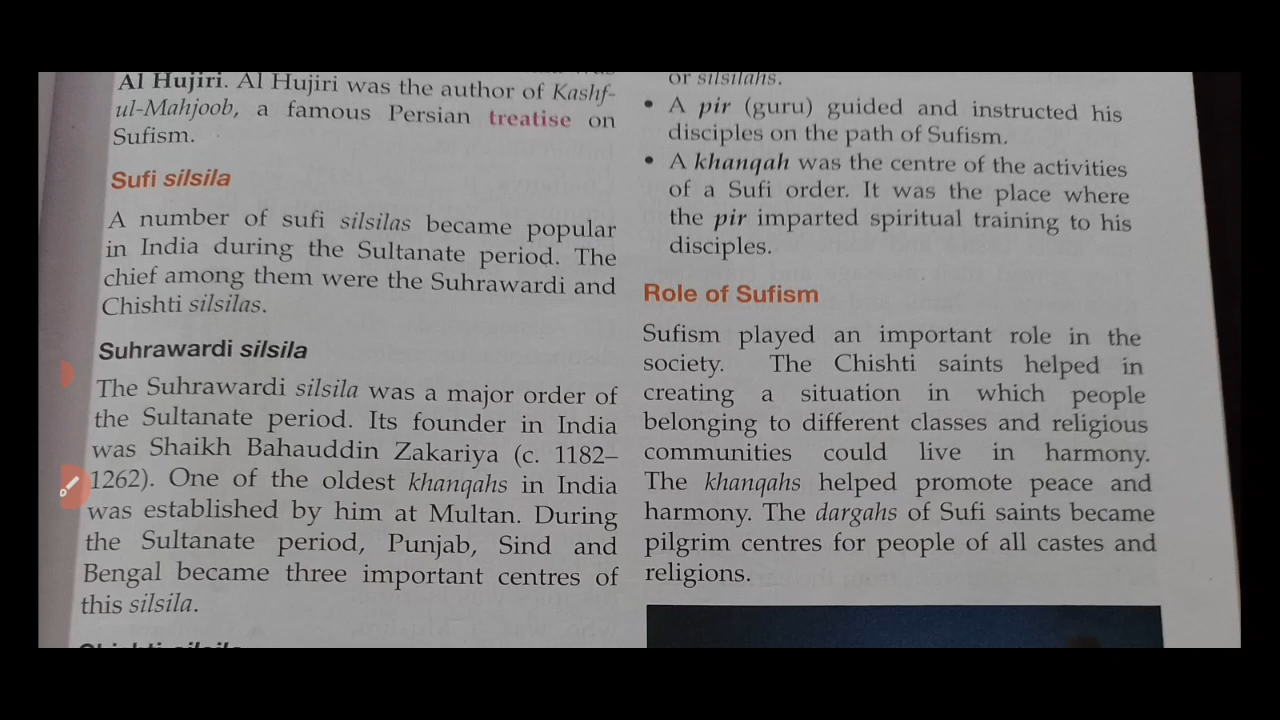 Al Hujiri. Al Hujiri was the author of Kashf-
ul-Mahjoob, a famous Persian treatise on
Sufism.
Sufi silsila
A number of sufi silsilas became popular
in India during the Sultanate period. The
chief among them were the Suhrawardi and
Chishti silsilas.
Suhrawardi silsila
The Suhrawardi silsila was a major order of
the Sultanate period. Its founder in India
was Shaikh Bahauddin Zakariya (c. 1182–
1262). One of the oldest khanqahs in India
was established by him at Multan. During
the Sultanate period, Punjab, Sind and
Bengal became three important centres of
this silsila.
or silsilahs.
• A pir (guru) guided and instructed his
disciples on the path of Sufism.
• A khanqah was the centre of the activities
of a Sufi order. It was the place where
the pir imparted spiritual training to his
disciples.
Role of Sufism
Sufism played an important role in the
society. The Chishti saints helped in
creating a situation in which people
belonging to different classes and religious
communities could live in harmony.
The khanqahs helped promote peace and
harmony. The dargahs of Sufi saints became
pilgrim centres for people of all castes and
religions.